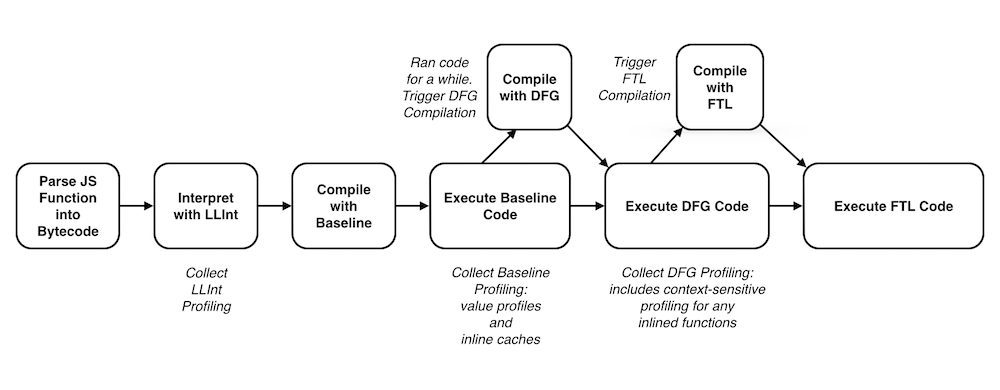 Ran code
for a while.
Trigger DFG
Compilation
Compile
with DFG
Trigger
FTL
Compilation
Compile
with
FTL
Parse JS
Function
into
Bytecode
Interpret
with LLInt
Compile
with
Baseline
Execute Baseline
Code
Execute DFG Code
Execute FTL Code
Collect
LLInt
Profiling
Collect Baseline
Profiling:
value profiles
and
inline caches
Collect DFG Profiling:
includes context-sensitive
profiling for any
inlined functions